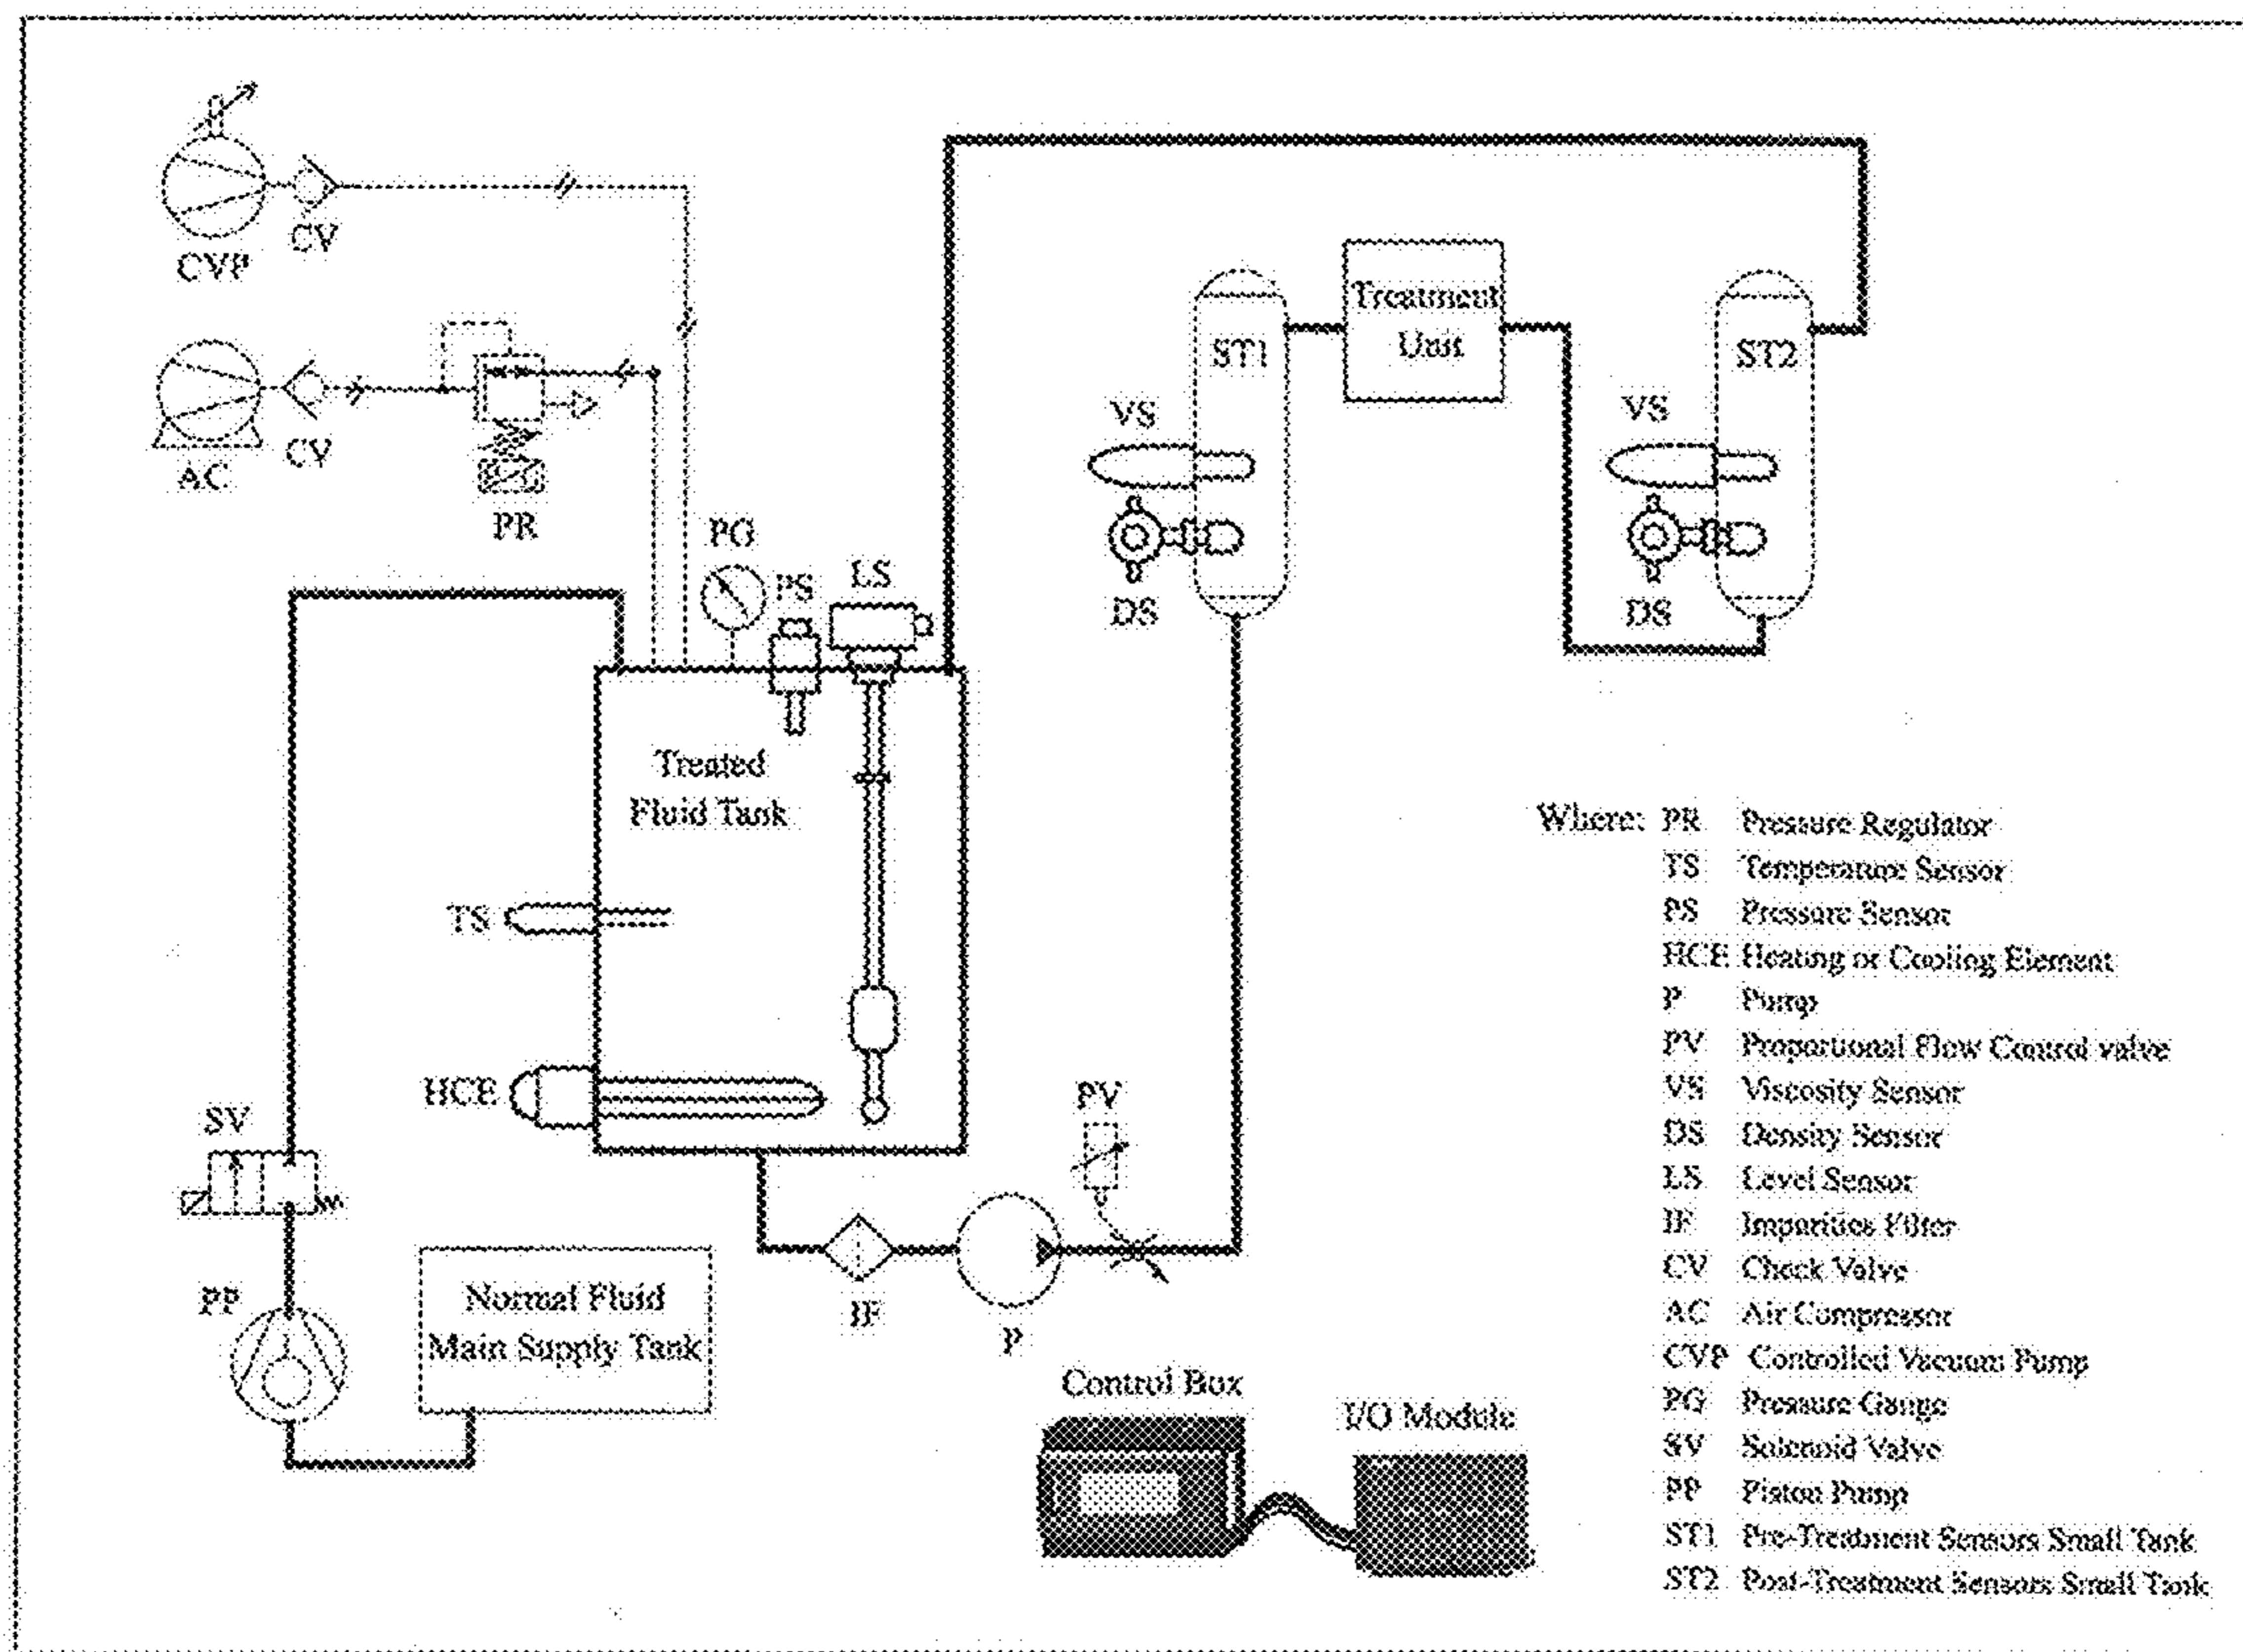 CVP
CV
AC
CV
PR
PG
PS
LS
ST1
Treatment
Unit
ST2
VS
DS
VS
DS
Treated
Fluid Tank
TS
HCE
SV
PP
Normal Fluid
Main Supply Tank
IF
P
PV
Control Box
I/O Module
Where: PR Pressure Regulator
TS Temperature Sensor
PS Pressure Sensor
HCE Heating or Cooling Element
P Pump
PV Proportional Flow Control valve
VS Viscosity Sensor
DS Density Sensor
LS Level Sensor
IF Impurities Filter
CV Check Valve
AC Air Compressor
CVP Controlled Vacuum Pump
PG Pressure Gauge
SV Solenoid Valve
PP Piston Pump
ST1 Pre-Treatment Sensors Small Tank
ST2 Post-Treatment Sensors Small Tank